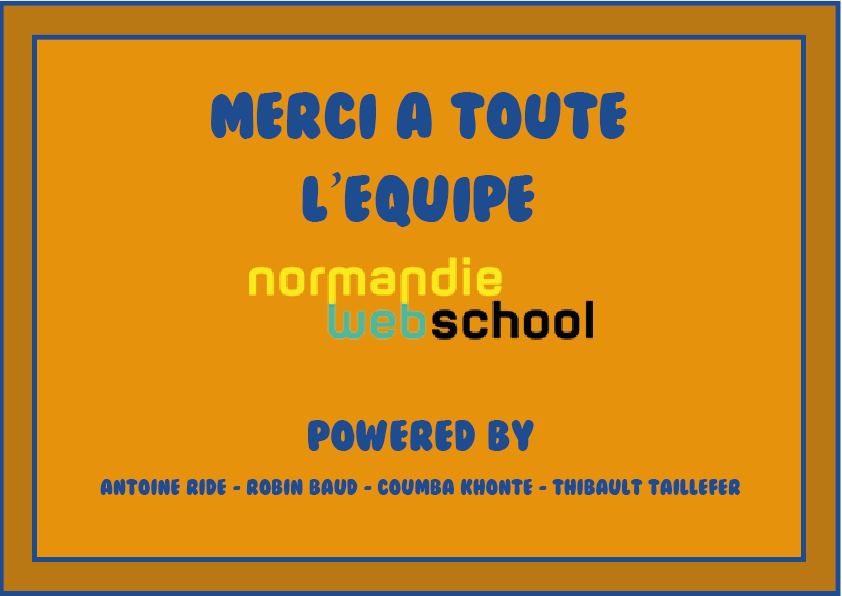 MERCI A TOUTE
L'EQUIPE
normandie
webschool
POWERED BY
ANTOINE RIDE - ROBIN BAUD - COUMBA KHONTE - THIBAULT TAILLEFER